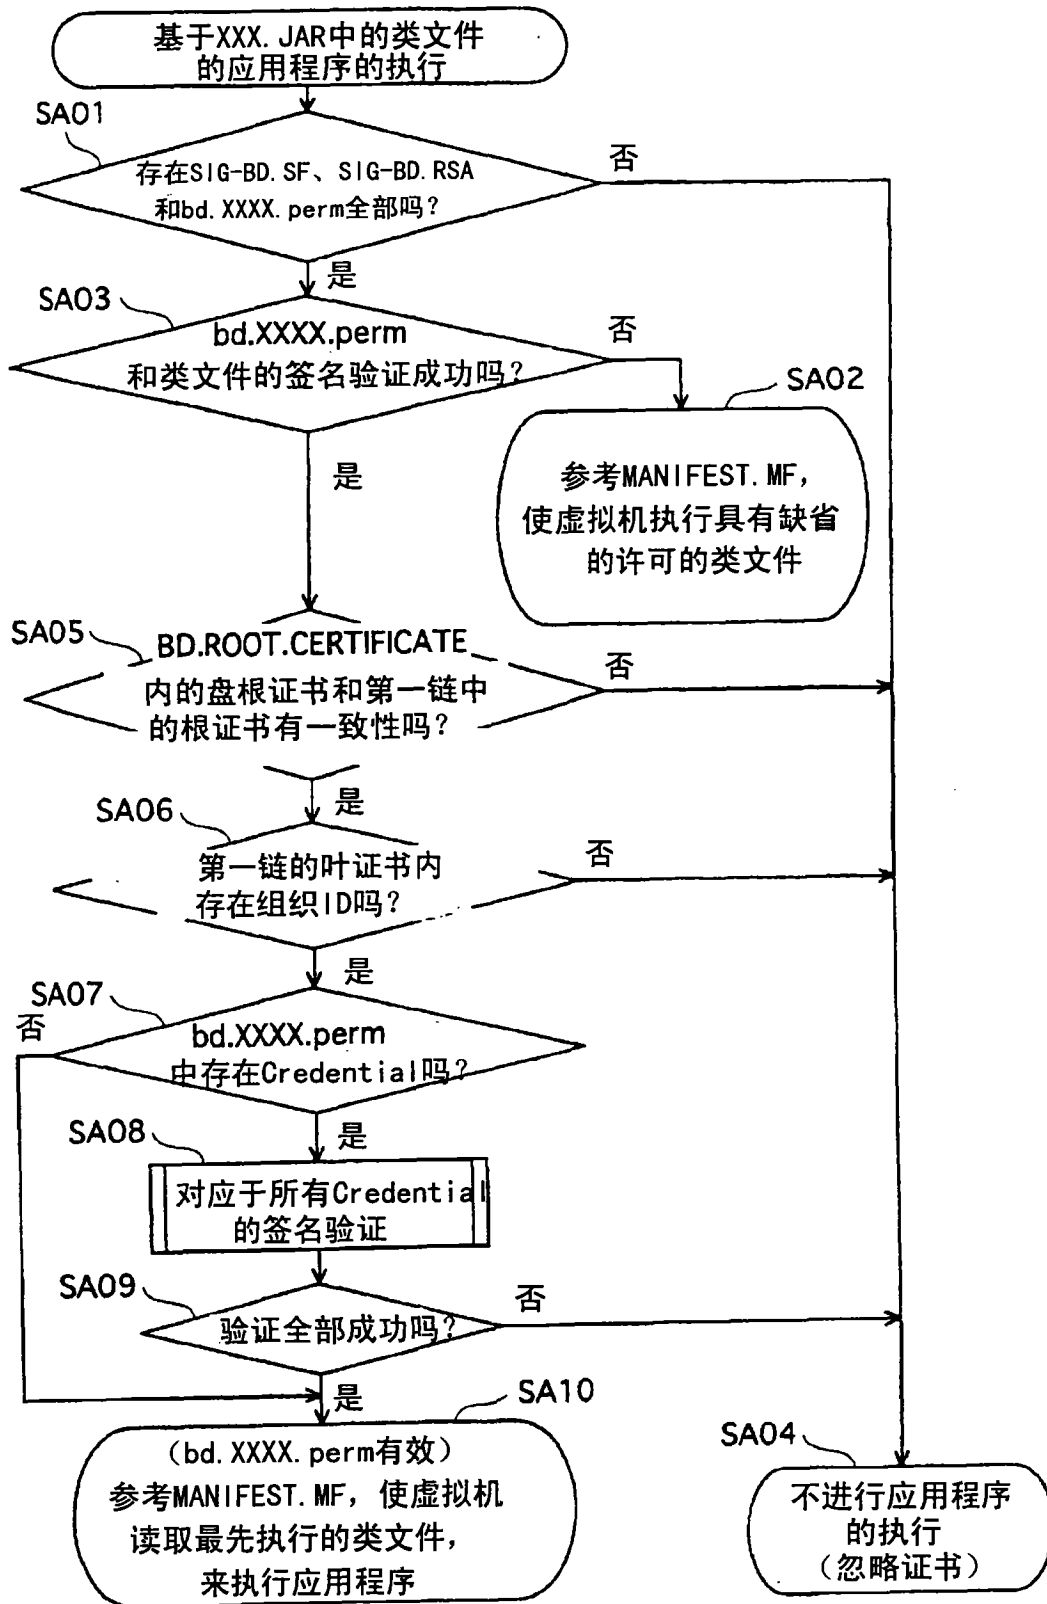 基于XXX.JAR中的类文件
的应用程序的执行
SA01
存在SIG-BD.SF、SIG-BD.RSA
和bd.XXXX.perm全部吗？
否
是
SA03
bd.XXXX.perm
和类文件的签名验证成功吗？
否
SA02
参考MANIFEST.MF，
使虚拟机执行具有缺省
的许可的类文件
是
SA05
BD.ROOT.CERTIFICATE
内的盘根证书和第一链中
的根证书有一致性吗？
否
是
SA06
第一链的叶证书内
存在组织ID吗？
否
是
SA07
否
bd.XXXX.perm
中存在Credential吗？
是
SA08
对应于所有Credential
的签名验证
SA09
验证全部成功吗？
否
是
SA10
（bd.XXXX.perm有效）
参考MANIFEST.MF，使虚拟机
读取最先执行的类文件，
来执行应用程序
SA04
不进行应用程序
的执行
（忽略证书）